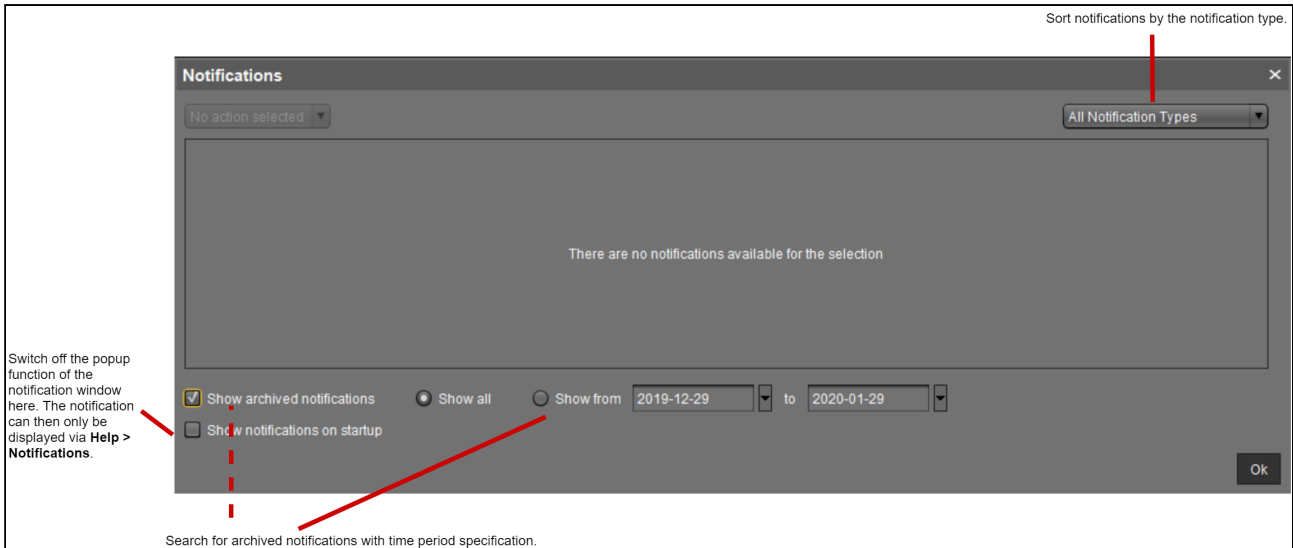 Sort notifications by the notification type.
Notifications
No action selected
All Notification Types
There are no notifications available for the selection
Switch off the popup
function of the
notification window
here. The notification
can then only be
displayed via Help >
Notifications.
Show archived notifications Show all Show from 2019-12-29 to 2020-01-29
Show notifications on startup
Ok
Search for archived notifications with time period specification.